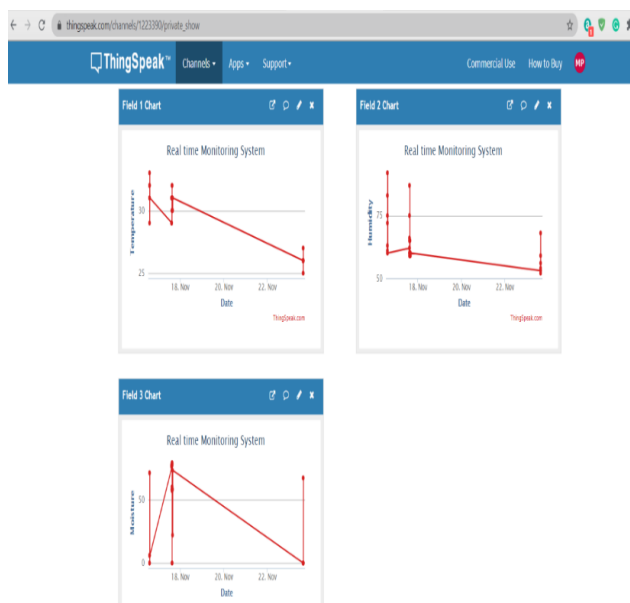 thingspeak.com/channels/1223390/private_show
ThingSpeak™ Channels Apps Support Commercial Use How to Buy MP
Field 1 Chart
Real time Monitoring System
Temperature
30
25
18. Nov 20. Nov 22. Nov
Date
ThingSpeak.com
Field 2 Chart
Real time Monitoring System
Humidity
75
50
18. Nov 20. Nov 22. Nov
Date
ThingSpeak.com
Field 3 Chart
Real time Monitoring System
Moisture
50
0
18. Nov 20. Nov 22. Nov
Date